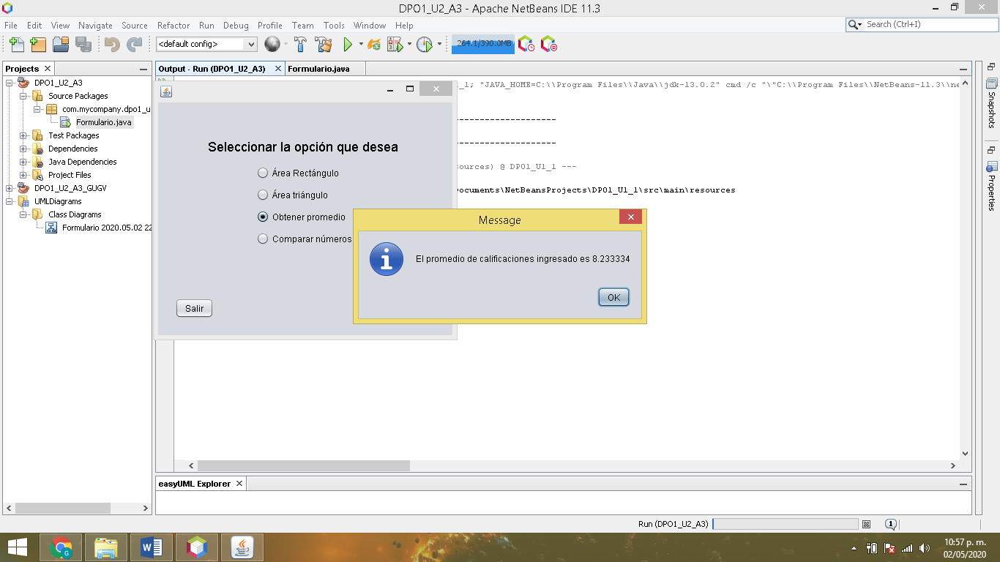 DPO1_U2_A3 - Apache NetBeans IDE 11.3
File Edit View Navigate Source Refactor Run Debug Profile Team Tools Window Help
Search (Ctrl+I)
<default config>
264.1/390.0MB
Projects
Output - Run (DPO1_U2_A3)
Formulario.java
DPO1_U2_A3
Source Packages
com.mycompany.dpo1_u
Formulario.java
Test Packages
Dependencies
Java Dependencies
Project Files
DPO1_U2_A3_GUGV
UMLDiagrams
Class Diagrams
Formulario 2020.05.02 22
_1; "JAVA_HOME=C:\\Program Files\\Java\\jdk-13.0.2" cmd /c "\"C:\\Program Files\\NetBeans-11.3\\ne
--------------------
--------------------
sources) @ DPO1_U1_1 ---
Documents\NetBeansProjects\DPO1_U1_1\src\main\resources
Seleccionar la opción que desea
Área Rectángulo
Área triángulo
Obtener promedio
Comparar números
Salir
Message
El promedio de calificaciones ingresado es 8.233334
OK
Snapshots
Properties
easyUML Explorer
Run (DPO1_U2_A3)
1
10:57 p. m.
02/05/2020